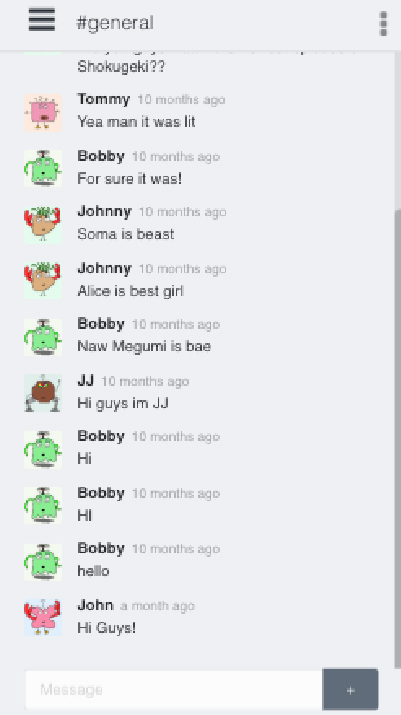 #general
Shokugeki??
Tommy 10 months ago
Yea man it was lit
Bobby 10 months ago
For sure it was!
Johnny 10 months ago
Soma is beast
Johnny 10 months ago
Alice is best girl
Bobby 10 months ago
Naw Megumi is bae
JJ 10 months ago
Hi guys im JJ
Bobby 10 months ago
Hi
Bobby 10 months ago
HI
Bobby 10 months ago
hello
John a month ago
Hi Guys!
Message +